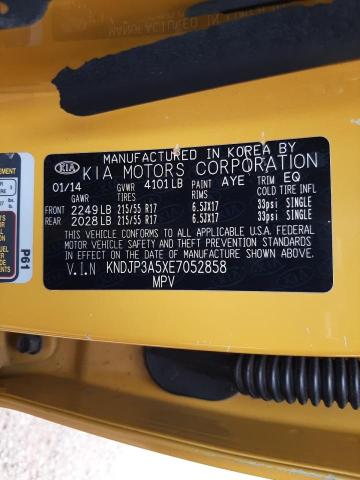 MANUFACTURED IN KOREA BY
KIA KIA MOTORS CORPORATION
01/14 GVWR 4101LB PAINT AYE TRIM EQ
GAWR TIRES RIMS COLD TIRE INFL
FRONT 2249LB 215/55 R17 6.5JX17 33psi SINGLE
REAR 2028LB 215/55 R17 6.5JX17 33psi SINGLE
THIS VEHICLE CONFORMS TO ALL APPLICABLE U.S.A. FEDERAL
MOTOR VEHICLE SAFETY AND THEFT PREVENTION STANDARDS
IN EFFECT ON THE DATE OF MANUFACTURE SHOWN ABOVE.
V.I.N KNDJP3A5XE7052858
MPV
P61